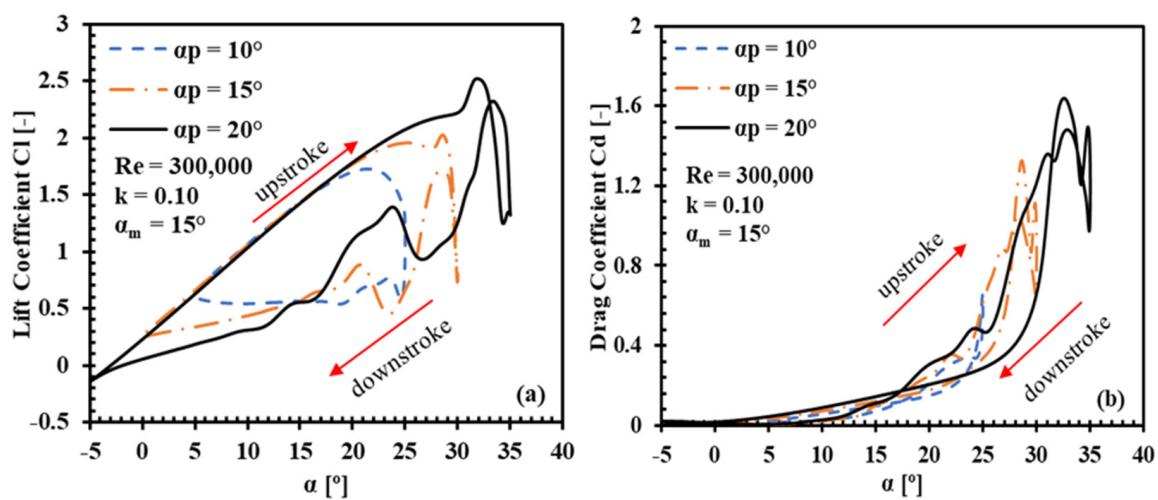 3
2.5
2
1.5
1
0.5
0
-0.5
-5
0
5
10
15
20
25
30
35
40
Lift Coefficient Cl [-]
α [º]
αp = 10°
αp = 15°
αp = 20°
Re = 300,000
k = 0.10
αm = 15°
upstroke
downstroke
(a)
2
1.6
1.2
0.8
0.4
0
-5
0
5
10
15
20
25
30
35
40
Drag Coefficient Cd [-]
α [º]
αp = 10°
αp = 15°
αp = 20°
Re = 300,000
k = 0.10
αm = 15°
upstroke
downstroke
(b)